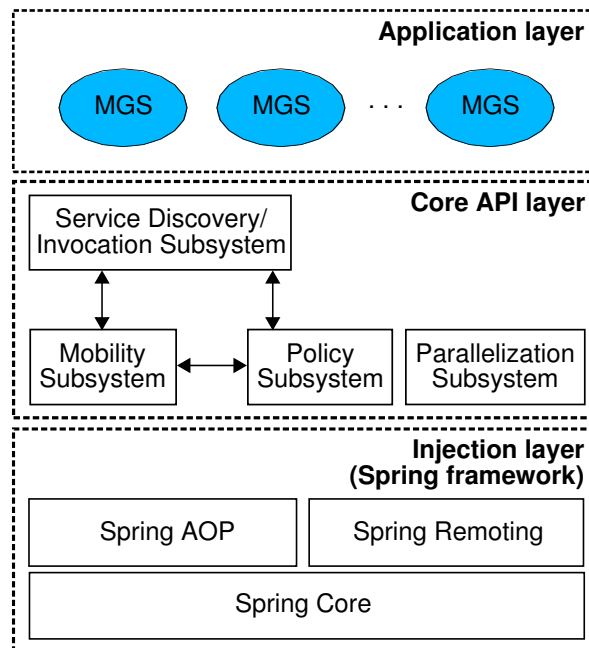 Application layer
MGS MGS · · · MGS
Core API layer
Service Discovery/
Invocation Subsystem
Mobility
Subsystem
Policy
Subsystem
Parallelization
Subsystem
Injection layer
(Spring framework)
Spring AOP
Spring Remoting
Spring Core